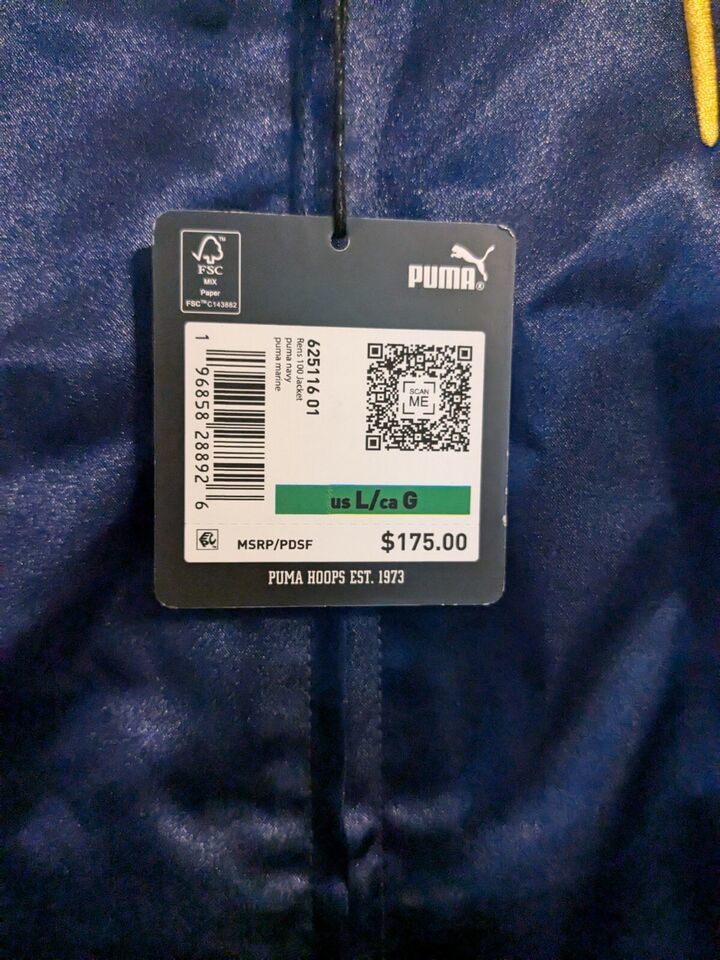 FSC
MIX
Paper
FSC™ C143882
PUMA®
625116 01
Rens 100 Jacket
puma navy
puma marine
1 96858 28892 6
SCAN
ME
us L/ca G
MSRP/PDSF
$175.00
PUMA HOOPS EST. 1973